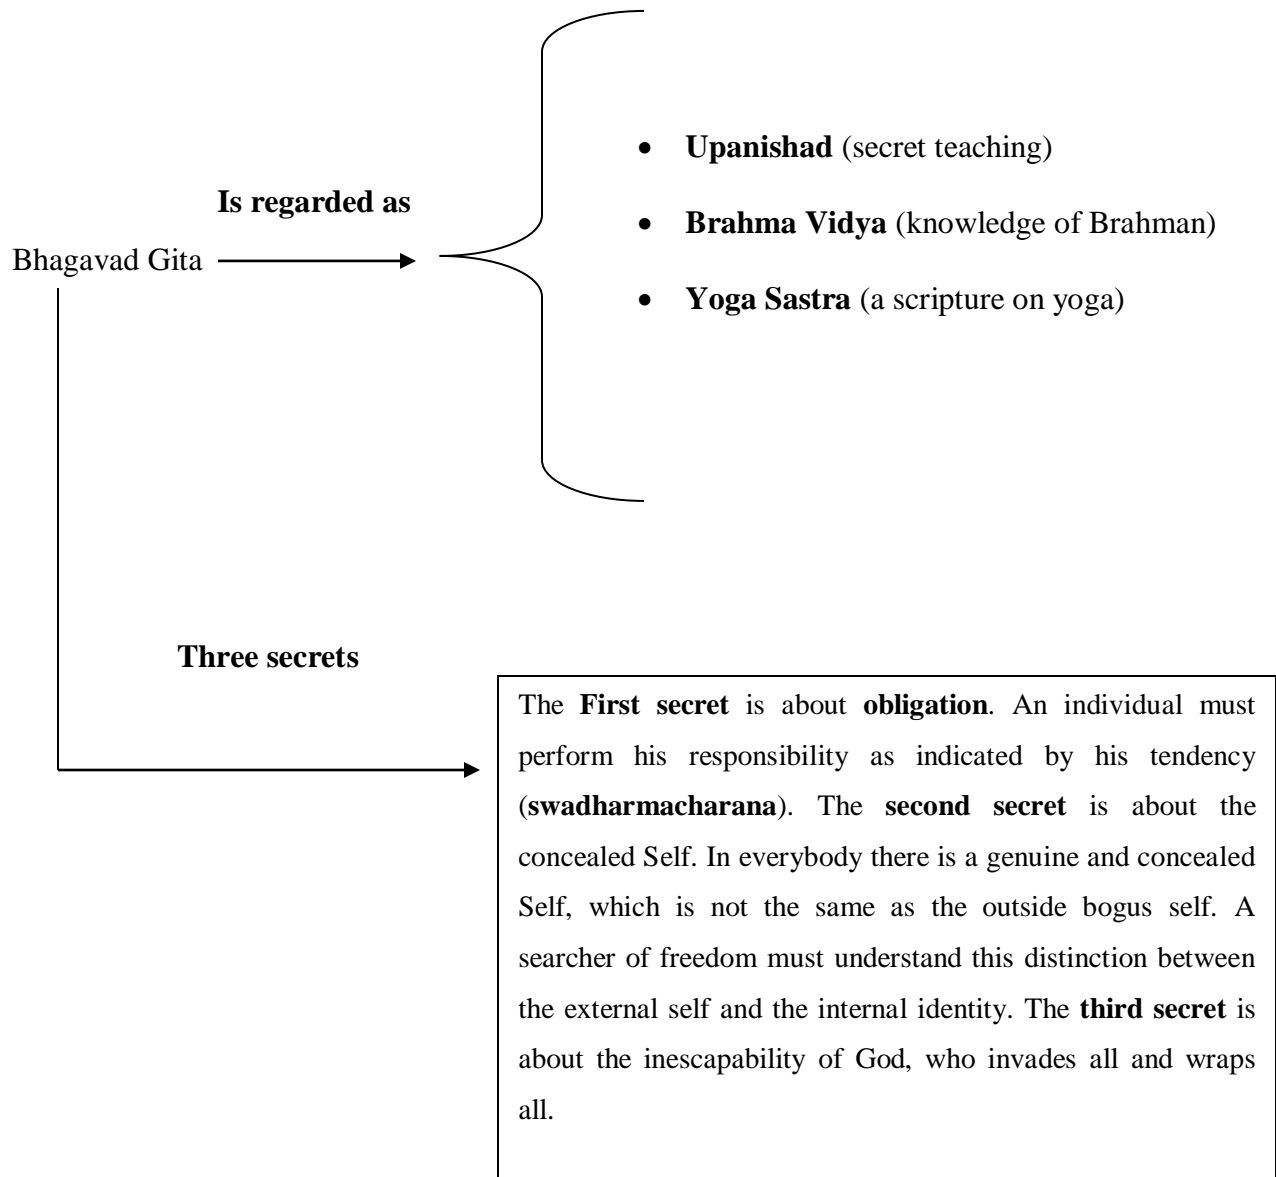 • Upanishad (secret teaching)
Is regarded as
• Brahma Vidya (knowledge of Brahman)
Bhagavad Gita
• Yoga Sastra (a scripture on yoga)
Three secrets
The First secret is about obligation. An individual must
perform his responsibility as indicated by his tendency
(swadharmacharana). The second secret is about the
concealed Self. In everybody there is a genuine and concealed
Self, which is not the same as the outside bogus self. A
searcher of freedom must understand this distinction between
the external self and the internal identity. The third secret is
about the inescapability of God, who invades all and wraps
all.